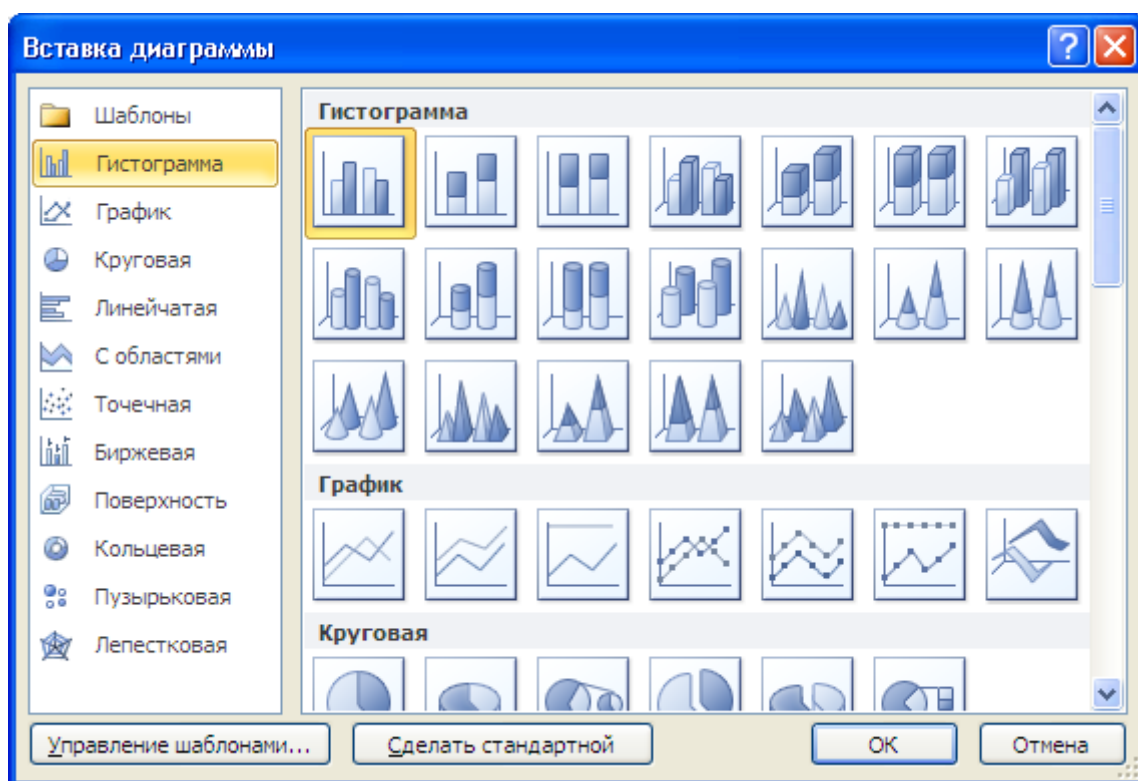 Вставка диаграммы
Шаблоны
Гистограмма
График
Круговая
Линейчатая
С областями
Точечная
Биржевая
Поверхность
Кольцевая
Пузырьковая
Лепестковая
Гистограмма
График
Круговая
Управление шаблонами...
Сделать стандартной
ОК
Отмена